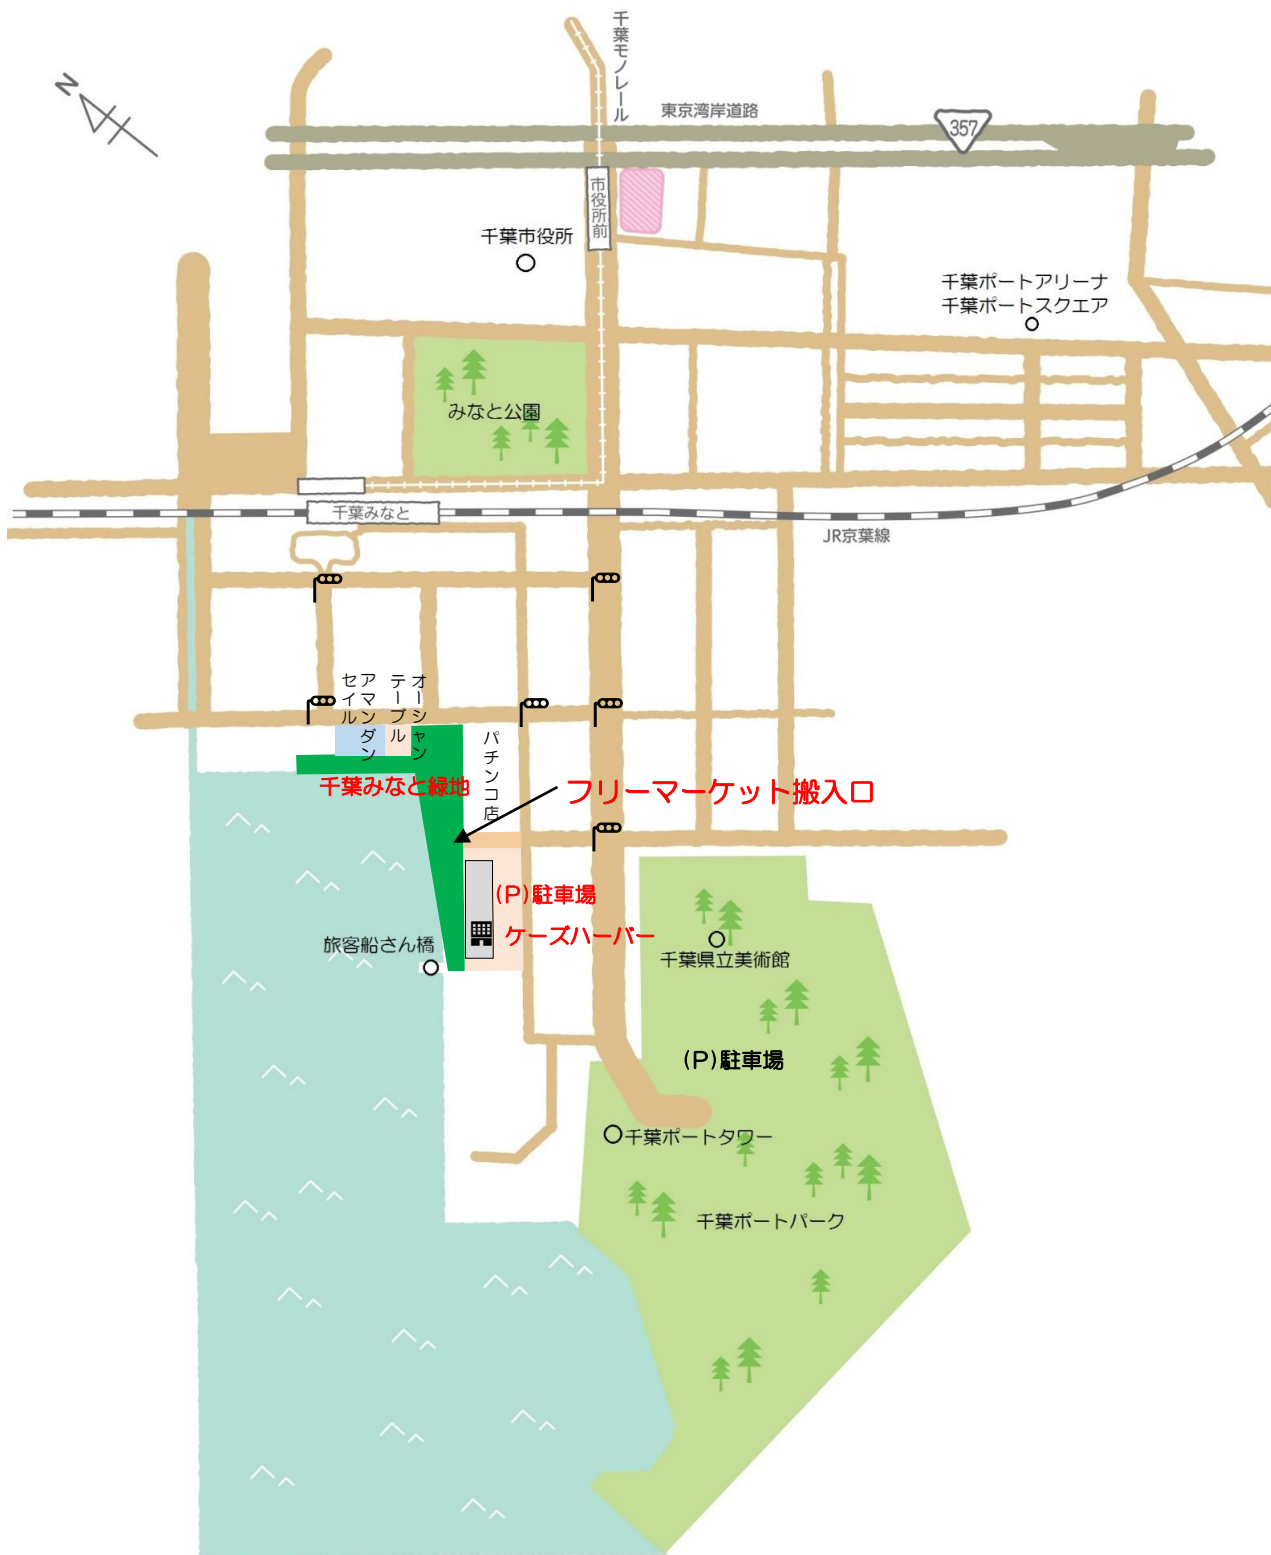 千葉モノレール
N
東京湾岸道路
357
市役所前
千葉市役所
千葉ポートアリーナ
千葉ポートスクエア
みなと公園
千葉みなと
JR京葉線
アマンダン
セイル
オーシャン
テーブル
パチンコ店
千葉みなと緑地
フリーマーケット搬入口
(P)駐車場
ケーズハーバー
旅客船さん橋
千葉県立美術館
(P)駐車場
千葉ポートタワー
千葉ポートパーク